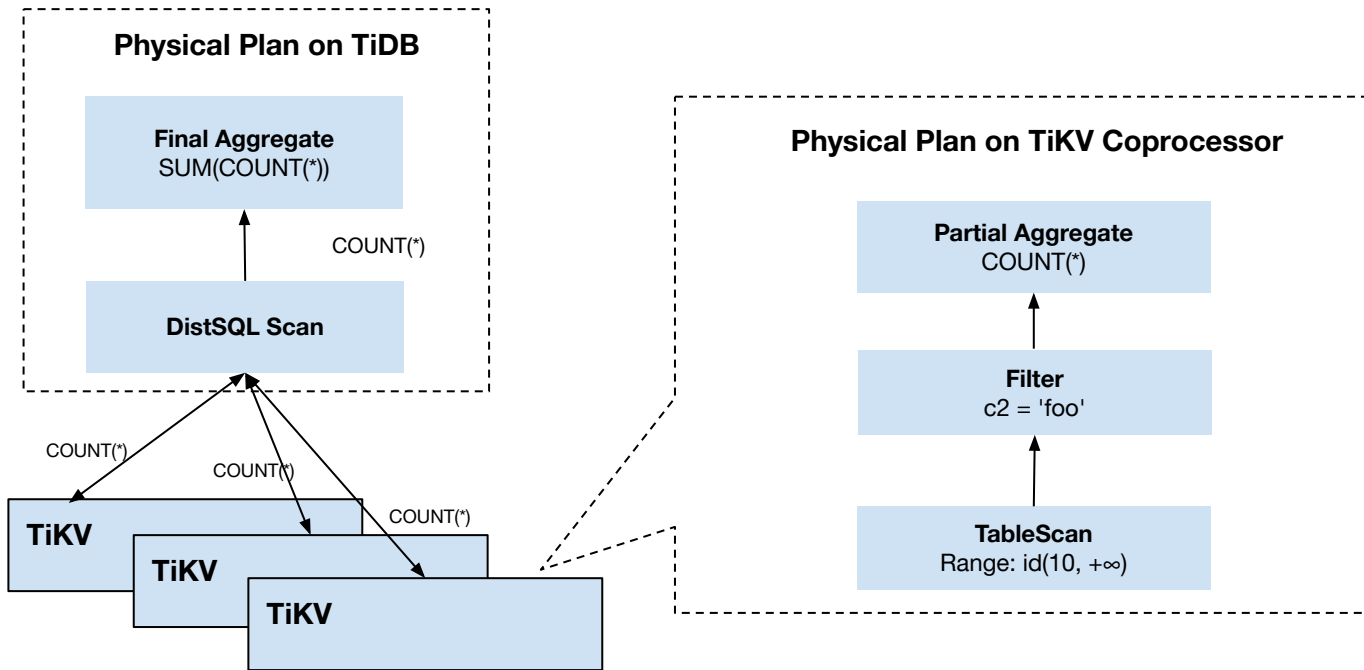 Physical Plan on TiDB
Final Aggregate
SUM(COUNT(*))
COUNT(*)
DistSQL Scan
COUNT(*)
COUNT(*)
COUNT(*)
TiKV
TiKV
TiKV
Physical Plan on TiKV Coprocessor
Partial Aggregate
COUNT(*)
Filter
c2 = 'foo'
TableScan
Range: id(10, +∞)